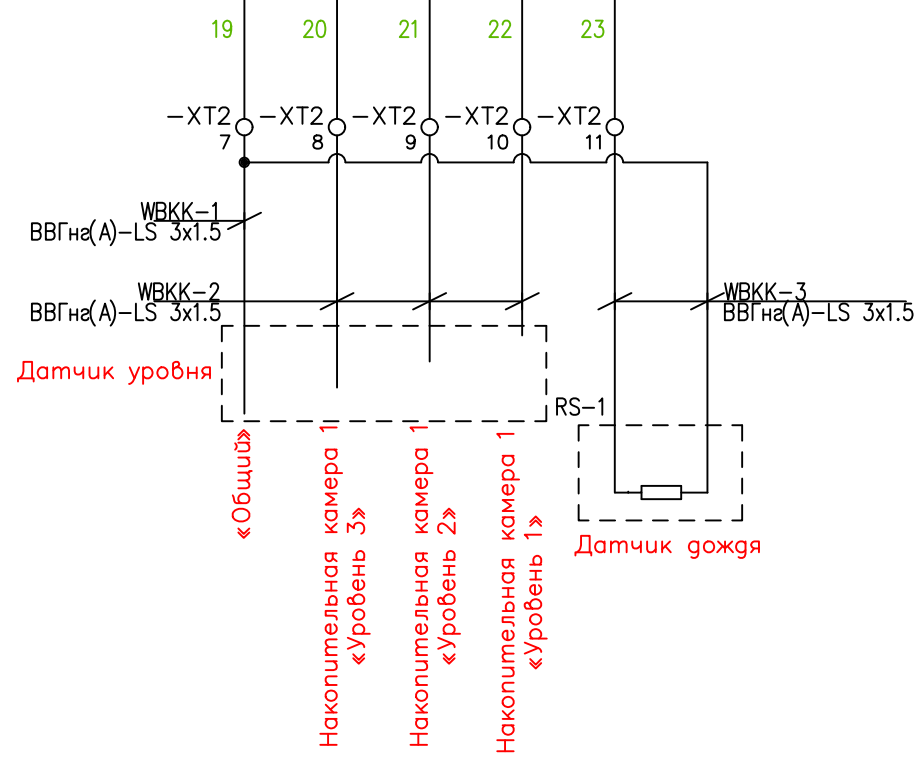 19
20
21
22
23
-XT2
-XT2
-XT2
-XT2
-XT2
7
8
9
10
11
WBKK-1
ВВГнг(А)-LS 3x1.5
WBKK-2
ВВГнг(А)-LS 3x1.5
WBKK-3
ВВГнг(А)-LS 3x1.5
Датчик уровня
RS-1
«Общий»
Накопительная камера 1
«Уровень 3»
Накопительная камера 1
«Уровень 2»
Накопительная камера 1
«Уровень 1»
Датчик дождя